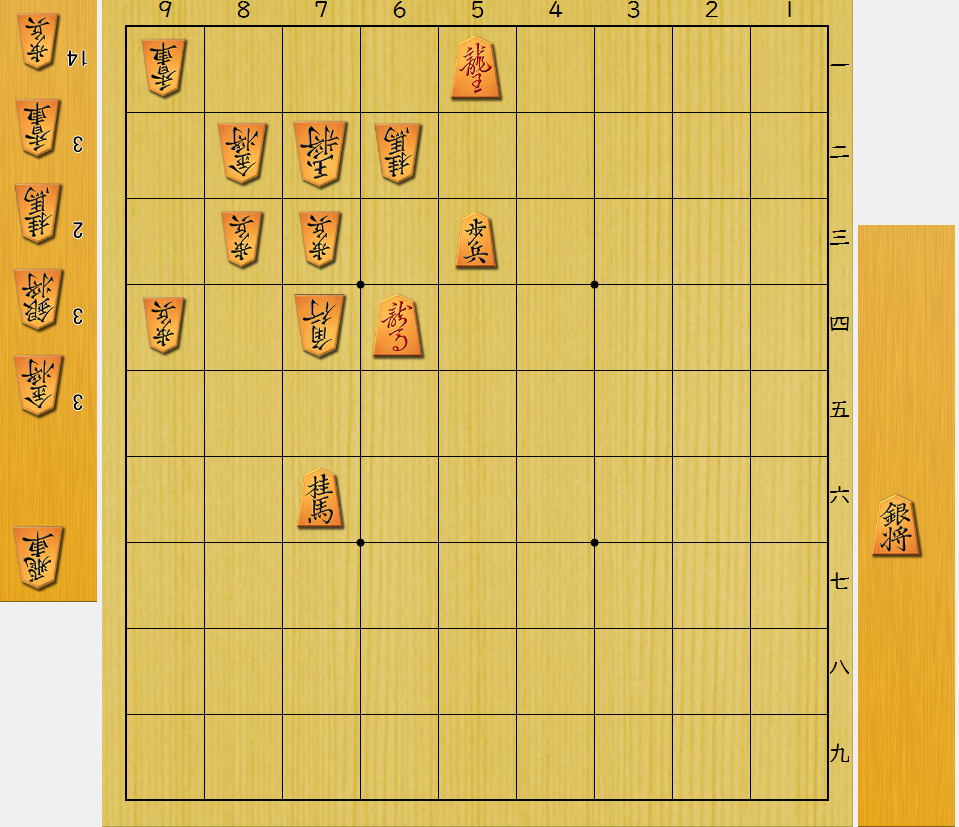 9 8 7 6 5 4 3 2 1
一
二
三
四
五
六
七
八
九
香車 龍王
金将 玉将 桂馬
歩兵 歩兵 歩兵
歩兵 角行 龍馬
桂馬
歩兵 14
香車 3
桂馬 2
銀将 3
金将 3
飛車
銀将